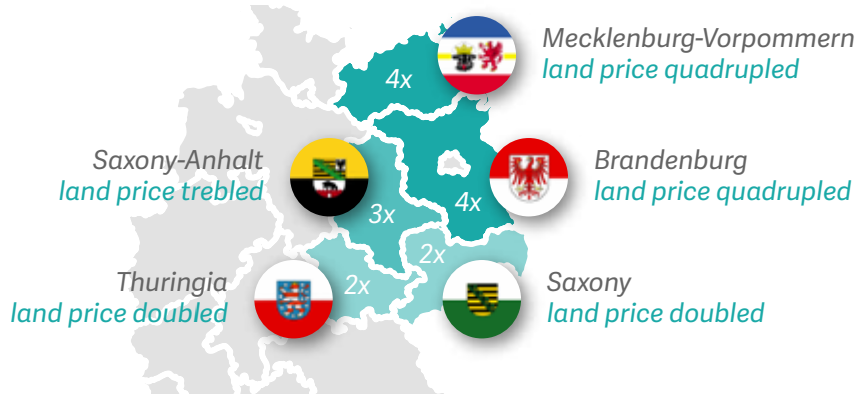 Mecklenburg-Vorpommern
land price quadrupled
4x
Saxony-Anhalt
land price trebled
3x
Brandenburg
land price quadrupled
4x
Thuringia
land price doubled
2x
2x
Saxony
land price doubled